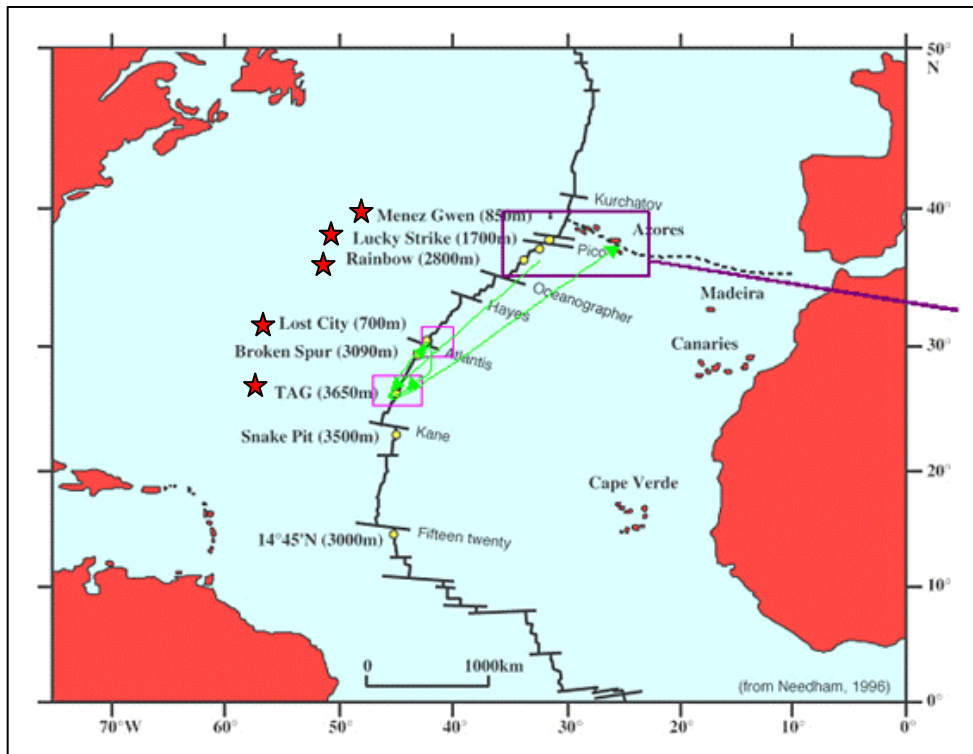 50°
N
Kurchatov
40°
Menez Gwen (850m)
Azores
Lucky Strike (1700m)
Pico
Rainbow (2800m)
Oceanographer
Madeira
Hayes
Lost City (700m)
Canaries
30°
Broken Spur (3090m)
Atlantis
TAG (3650m)
Kane
Snake Pit (3500m)
20°
Cape Verde
14°45'N (3000m)
Fifteen twenty
10°
0
1000km
(from Needham, 1996)
0°
70°W
60°
50°
40°
30°
20°
10°
0°